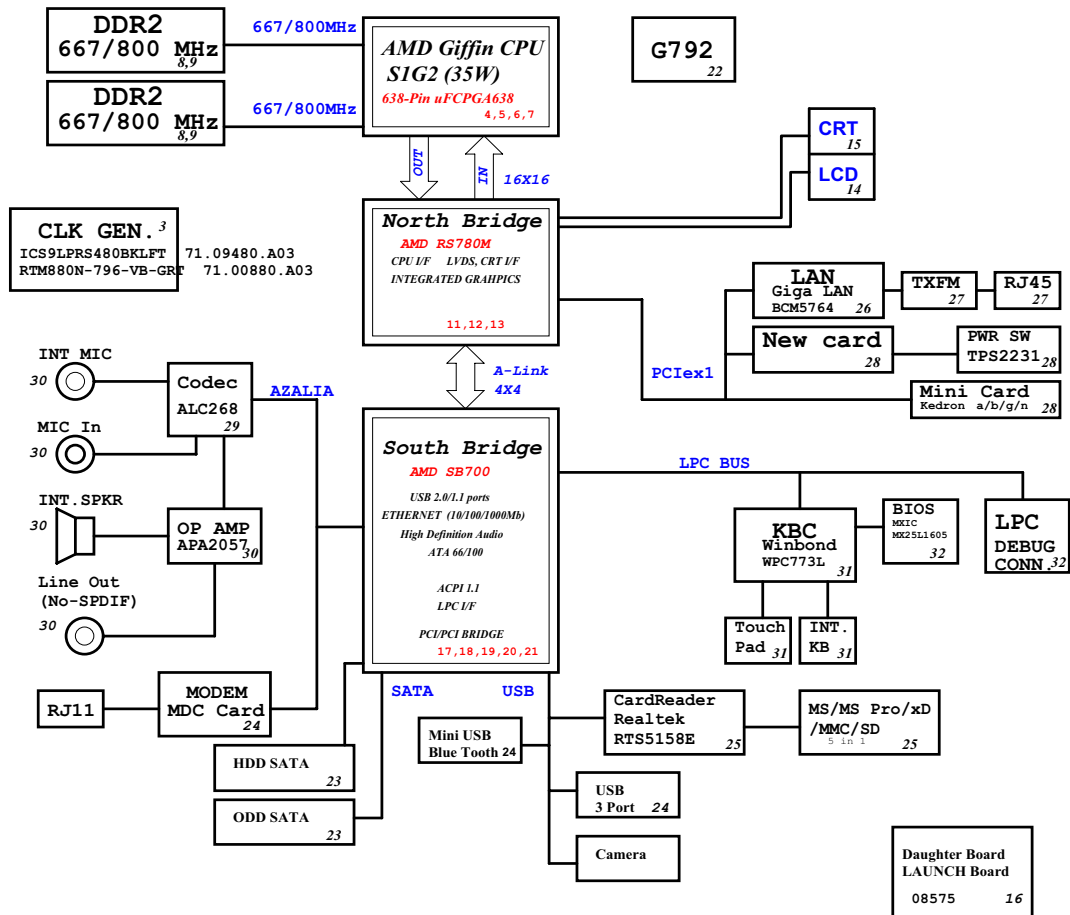 DDR2
667/800 MHz
8,9
667/800MHz
DDR2
667/800 MHz
8,9
667/800MHz
AMD Giffin CPU
S1G2 (35W)
638-Pin uFCPGA638
4,5,6,7
G792
22
OUT
IN
16X16
CRT
15
LCD
14
CLK GEN. 3
ICS9LPRS480BKLFT 71.09480.A03
RTM880N-796-VB-GRT 71.00880.A03
North Bridge
AMD RS780M
CPU I/F LVDS, CRT I/F
INTEGRATED GRAHPICS
11,12,13
LAN
Giga LAN
BCM5764 26
TXFM
27
RJ45
27
New card
28
PWR SW
TPS2231 28
Mini Card
Kedron a/b/g/n 28
PCIex1
A-Link
4X4
INT MIC
30
Codec
ALC268
29
AZALIA
MIC In
30
INT.SPKR
30
OP AMP
APA2057 30
Line Out
(No-SPDIF)
30
South Bridge
AMD SB700
USB 2.0/1.1 ports
ETHERNET (10/100/1000Mb)
High Definition Audio
ATA 66/100
ACPI 1.1
LPC I/F
PCI/PCI BRIDGE
17,18,19,20,21
LPC BUS
KBC
Winbond
WPC773L
31
BIOS
MXIC
MX25L1605
32
LPC
DEBUG
CONN. 32
Touch
Pad 31
INT.
KB 31
RJ11
MODEM
MDC Card
24
SATA
USB
HDD SATA
23
ODD SATA
23
Mini USB
Blue Tooth 24
CardReader
Realtek
RTS5158E 25
MS/MS Pro/xD
/MMC/SD
5 in 1
25
USB
3 Port 24
Camera
Daughter Board
LAUNCH Board
08575 16